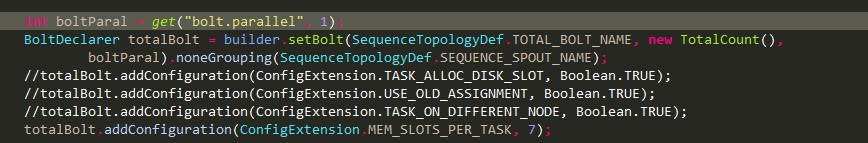 int boltParal = get("bolt.parallel", 1);
BoltDeclarer totalBolt = builder.setBolt(SequenceTopologyDef.TOTAL_BOLT_NAME, new TotalCount(),
boltParal).noneGrouping(SequenceTopologyDef.SEQUENCE_SPOUT_NAME);
//totalBolt.addConfiguration(ConfigExtension.TASK_ALLOC_DISK_SLOT, Boolean.TRUE);
//totalBolt.addConfiguration(ConfigExtension.USE_OLD_ASSIGNMENT, Boolean.TRUE);
//totalBolt.addConfiguration(ConfigExtension.TASK_ON_DIFFERENT_NODE, Boolean.TRUE);
totalBolt.addConfiguration(ConfigExtension.MEM_SLOTS_PER_TASK, 7);